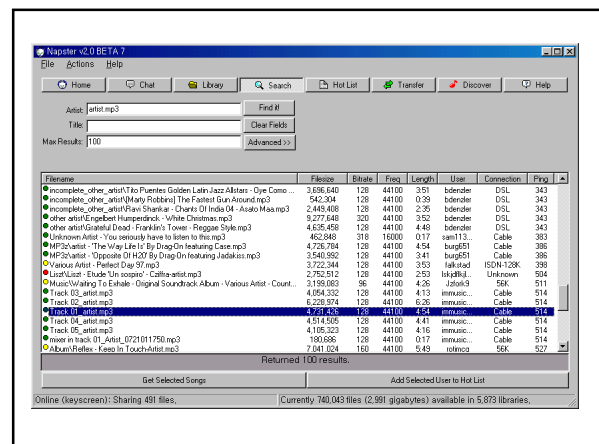 Napster v2.0 BETA 7
File Actions Help
Home Chat Library Search Hot List Transfer Discover Help
Artist: artist.mp3 Find it!
Title: Clear Fields
Max Results: 100 Advanced >>
Filename Filesize Bitrate Freq Length User Connection Ping
incomplete_other_artist\Tito Puentes Golden Latin Jazz Allstars - Oye Como ... 3,696,640 128 44100 3:51 bdenzler DSL 343
incomplete_other_artist\[Marty Robbins] The Fastest Gun Around.mp3 542,304 128 44100 0:39 bdenzler DSL 343
incomplete_other_artist\Ravi Shankar - Chants Of India 04 - Asato Maa.mp3 2,449,408 128 44100 2:35 bdenzler DSL 343
other artist\Engelbert Humperdinck - White Christmas.mp3 9,277,648 320 44100 3:52 bdenzler DSL 343
other artist\Grateful Dead - Franklin's Tower - Reggae Style.mp3 4,635,458 128 44100 4:48 bdenzler DSL 343
Unknown Artist - You seriously have to listen to this.mp3 462,848 318 16000 0:17 sam113... Cable 383
MP3z\artist - 'The Way Life Is' By Drag-On featuring Case.mp3 4,726,784 128 44100 4:54 burg651 Cable 386
MP3z\artist - 'Opposite Of H20' By Drag-On featuring Jadakiss.mp3 3,540,992 128 44100 3:41 burg651 Cable 386
Various Artist - Perfect Day 97.mp3 3,722,344 128 44100 3:53 falkstad ISDN-128K 398
Liszt\Liszt - Etude 'Un sospiro' - Cziffra-artist.mp3 2,752,512 128 44100 2:53 Unknown 504
Music\Waiting To Exhale - Original Soundtrack Album - Various Artist - Count... 3,199,083 96 44100 4:26 Jzfork9 56K 511
Track 03_artist.mp3 4,054,332 128 44100 4:13 immusic... Cable 514
Track 02_artist.mp3 6,228,974 128 44100 6:26 immusic... Cable 514
Track 01_artist.mp3 4,731,426 128 44100 4:54 immusic... Cable 514
Track 04_artist.mp3 4,514,505 128 44100 4:41 immusic... Cable 514
Track 05_artist.mp3 4,105,323 128 44100 4:16 immusic... Cable 514
mixer in track 01_Artist_0721011750.mp3 180,686 128 44100 0:17 immusic... Cable 514
Album\Reflex - Keep In Touch-Artist.mp3 7,041,024 160 44100 5:49 rotimcg 56K 527
Returned 100 results.
Get Selected Songs Add Selected User to Hot List
Online (keyscreen): Sharing 491 files, Currently 740,043 files (2,991 gigabytes) available in 5,873 libraries,